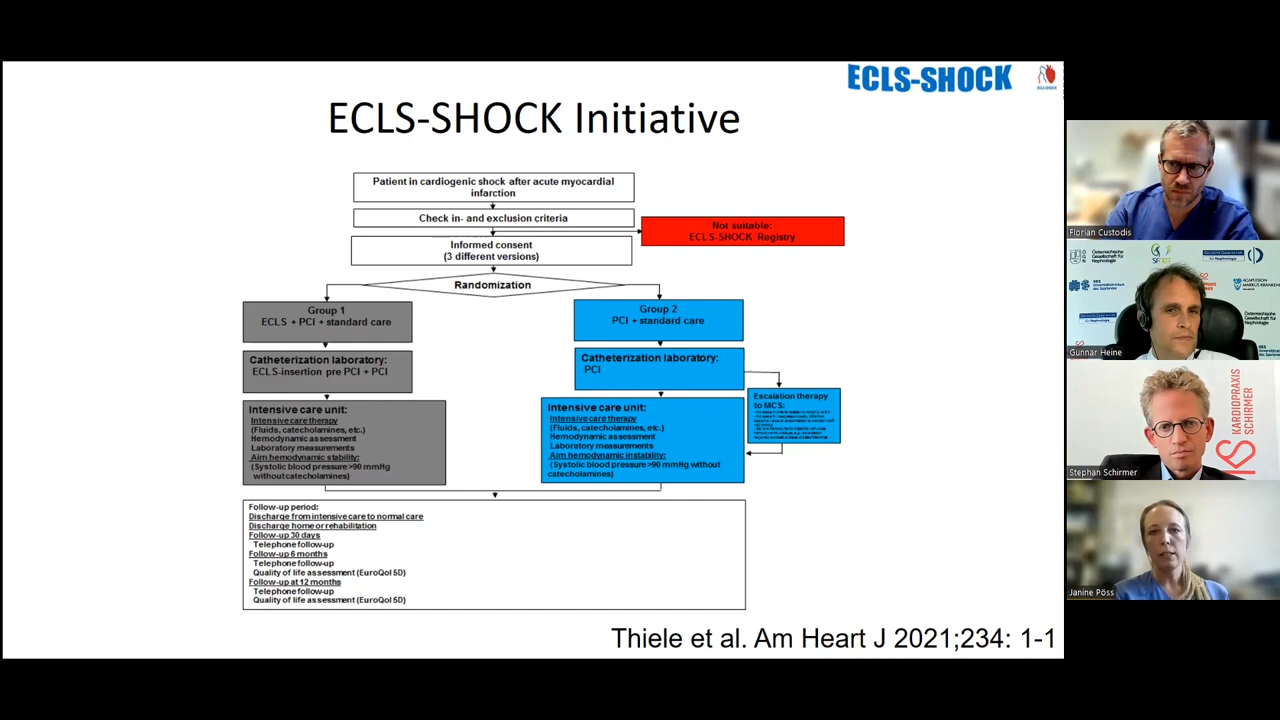 ECLS-SHOCK
ECLS-SHOCK Initiative
Patient in cardiogenic shock after acute myocardial
infarction
Check in- and exclusion criteria
Not suitable:
ECLS-SHOCK Registry
Informed consent
(3 different versions)
Randomization
Group 1
ECLS + PCI + standard care
Group 2
PCI + standard care
Catheterization laboratory:
ECLS-insertion pre PCI + PCI
Catheterization laboratory:
PCI
Escalation therapy
to MCS:
Intensive care unit:
Intensive care therapy
(Fluids, catecholamines, etc.)
Hemodynamic assessment
Laboratory measurements
Aim hemodynamic stability:
(Systolic blood pressure >90 mmHg
without catecholamines)
Intensive care unit:
Intensive care therapy
(Fluids, catecholamines, etc.)
Hemodynamic assessment
Laboratory measurements
Aim hemodynamic instability:
(Systolic blood pressure >90 mmHg without
catecholamines)
Follow-up period:
Discharge from intensive care to normal care
Discharge home or rehabilitation
Follow-up 30 days
Telephone follow-up
Follow-up 6 months
Telephone follow-up
Quality of life assessment (EuroQol 5D)
Follow-up at 12 months
Telephone follow-up
Quality of life assessment (EuroQol 5D)
Thiele et al. Am Heart J 2021;234: 1-1
Florian Custodis
Österreichische
Gesellschaft für
Nephrologie
Gunnar Heine
KARDIOPRAXIS
SCHIRMER
Stephan Schirmer
Janine Pöss